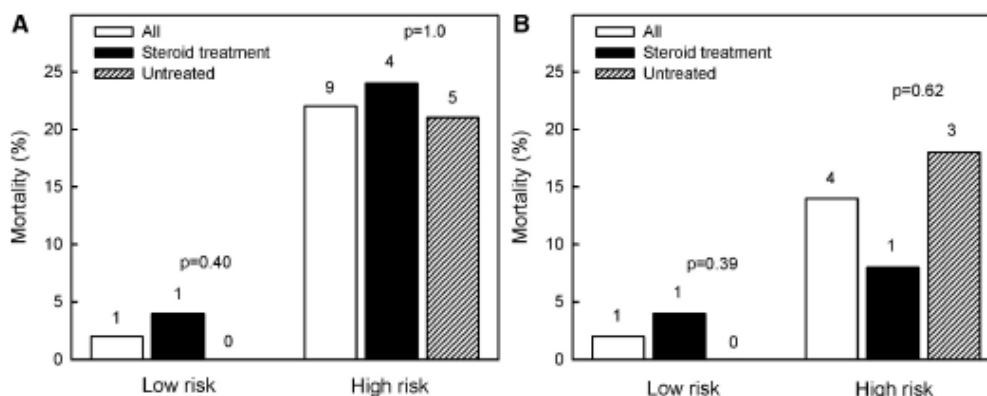 A
All
Steroid treatment
Untreated
p=1.0
Mortality (%)
25
20
15
10
5
0
1
1
0
p=0.40
9
4
5
Low risk
High risk
B
All
Steroid treatment
Untreated
p=0.62
Mortality (%)
25
20
15
10
5
0
1
1
0
p=0.39
4
1
3
Low risk
High risk